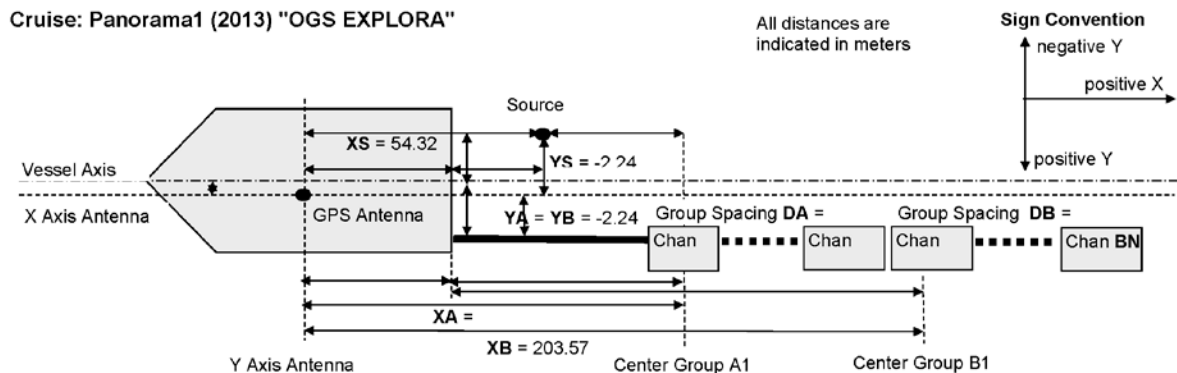 Cruise: Panorama1 (2013) "OGS EXPLORA"
All distances are
indicated in meters
Sign Convention
negative Y
positive X
positive Y
Source
XS = 54.32
YS = -2.24
Vessel Axis
X Axis Antenna
GPS Antenna
YA = YB = -2.24
Group Spacing DA =
Group Spacing DB =
Chan
Chan
Chan
Chan BN
XA =
XB = 203.57
Y Axis Antenna
Center Group A1
Center Group B1